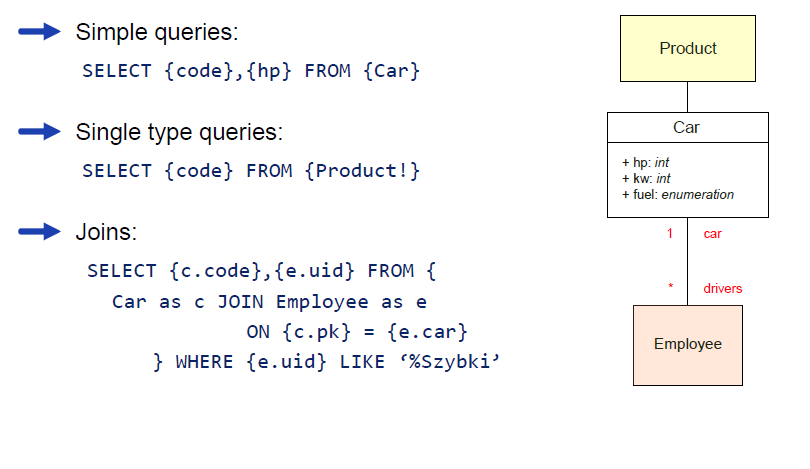 Simple queries:
SELECT {code},{hp} FROM {Car}
Single type queries:
SELECT {code} FROM {Product!}
Joins:
SELECT {c.code},{e.uid} FROM {
Car as c JOIN Employee as e
ON {c.pk} = {e.car}
} WHERE {e.uid} LIKE ‘%Szybki’
Product
Car
+ hp: int
+ kw: int
+ fuel: enumeration
1 car
* drivers
Employee